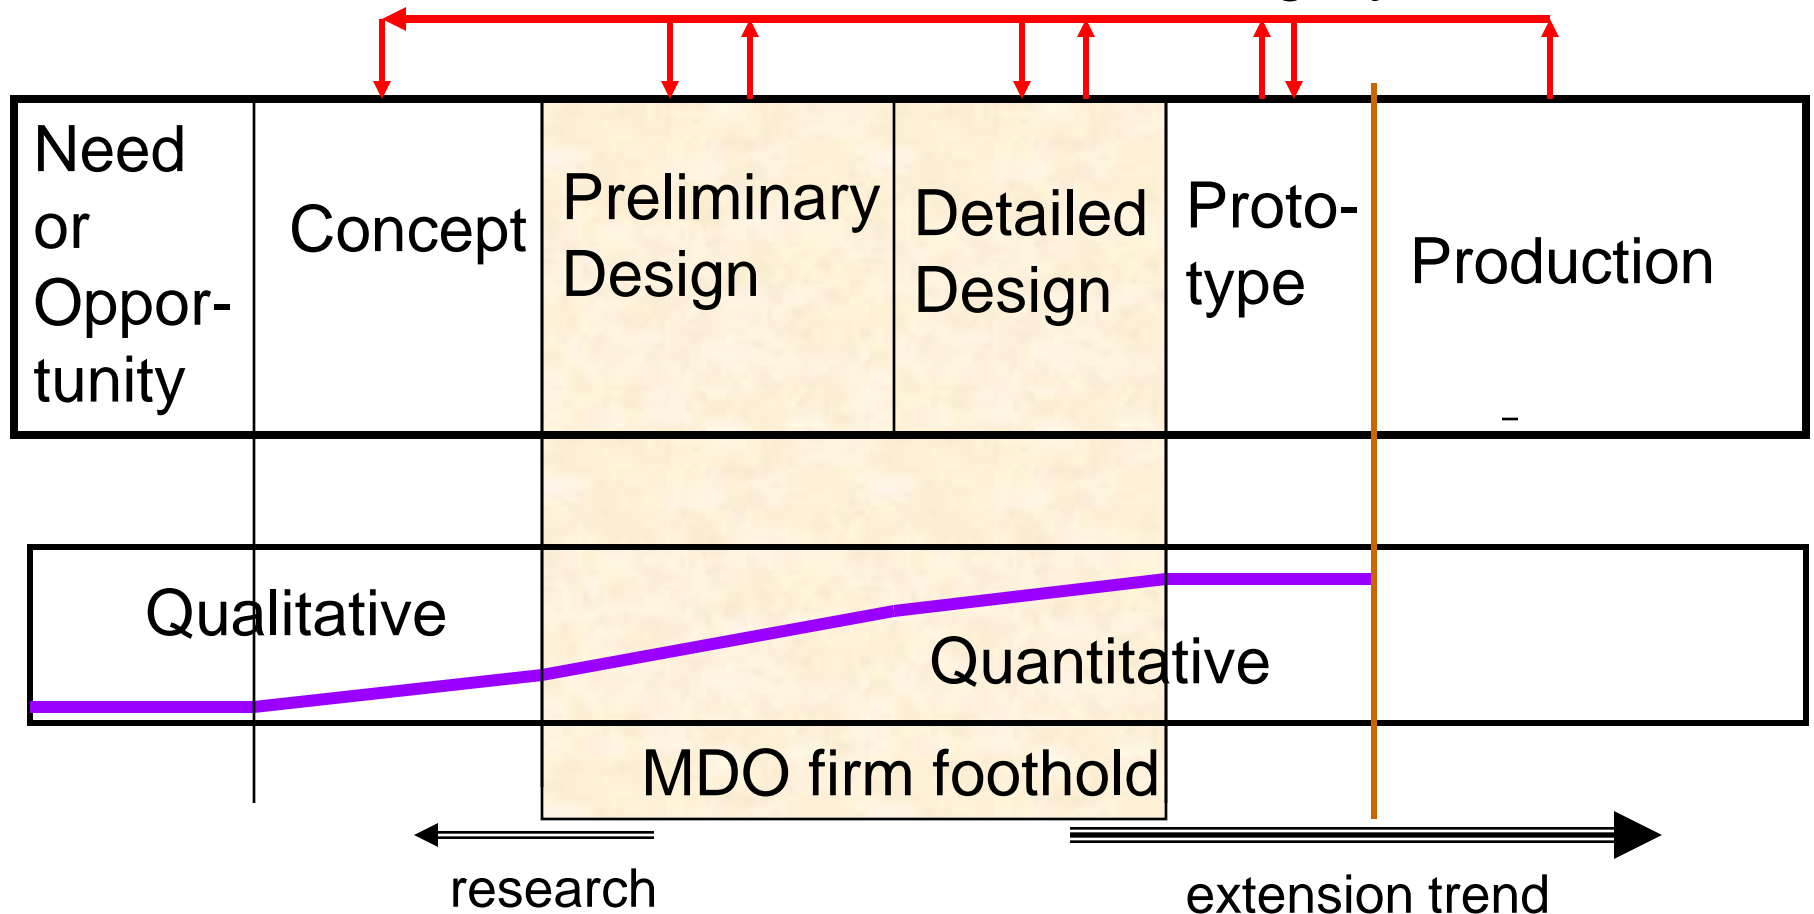 Need
or
Oppor-
tunity
Concept
Preliminary
Design
Detailed
Design
Proto-
type
Production
Qualitative
Quantitative
MDO firm foothold
research
extension trend